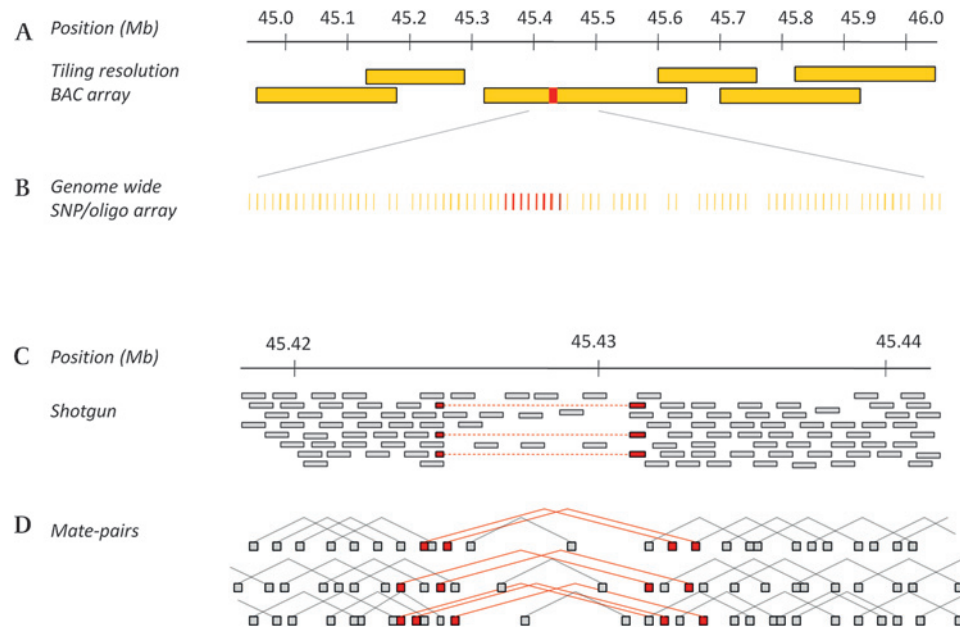 45.0 45.1 45.2 45.3 45.4 45.5 45.6 45.7 45.8 45.9 46.0
A Position (Mb)
Tiling resolution
BAC array
B Genome wide
SNP/oligo array
45.42 45.43 45.44
C Position (Mb)
Shotgun
D Mate-pairs